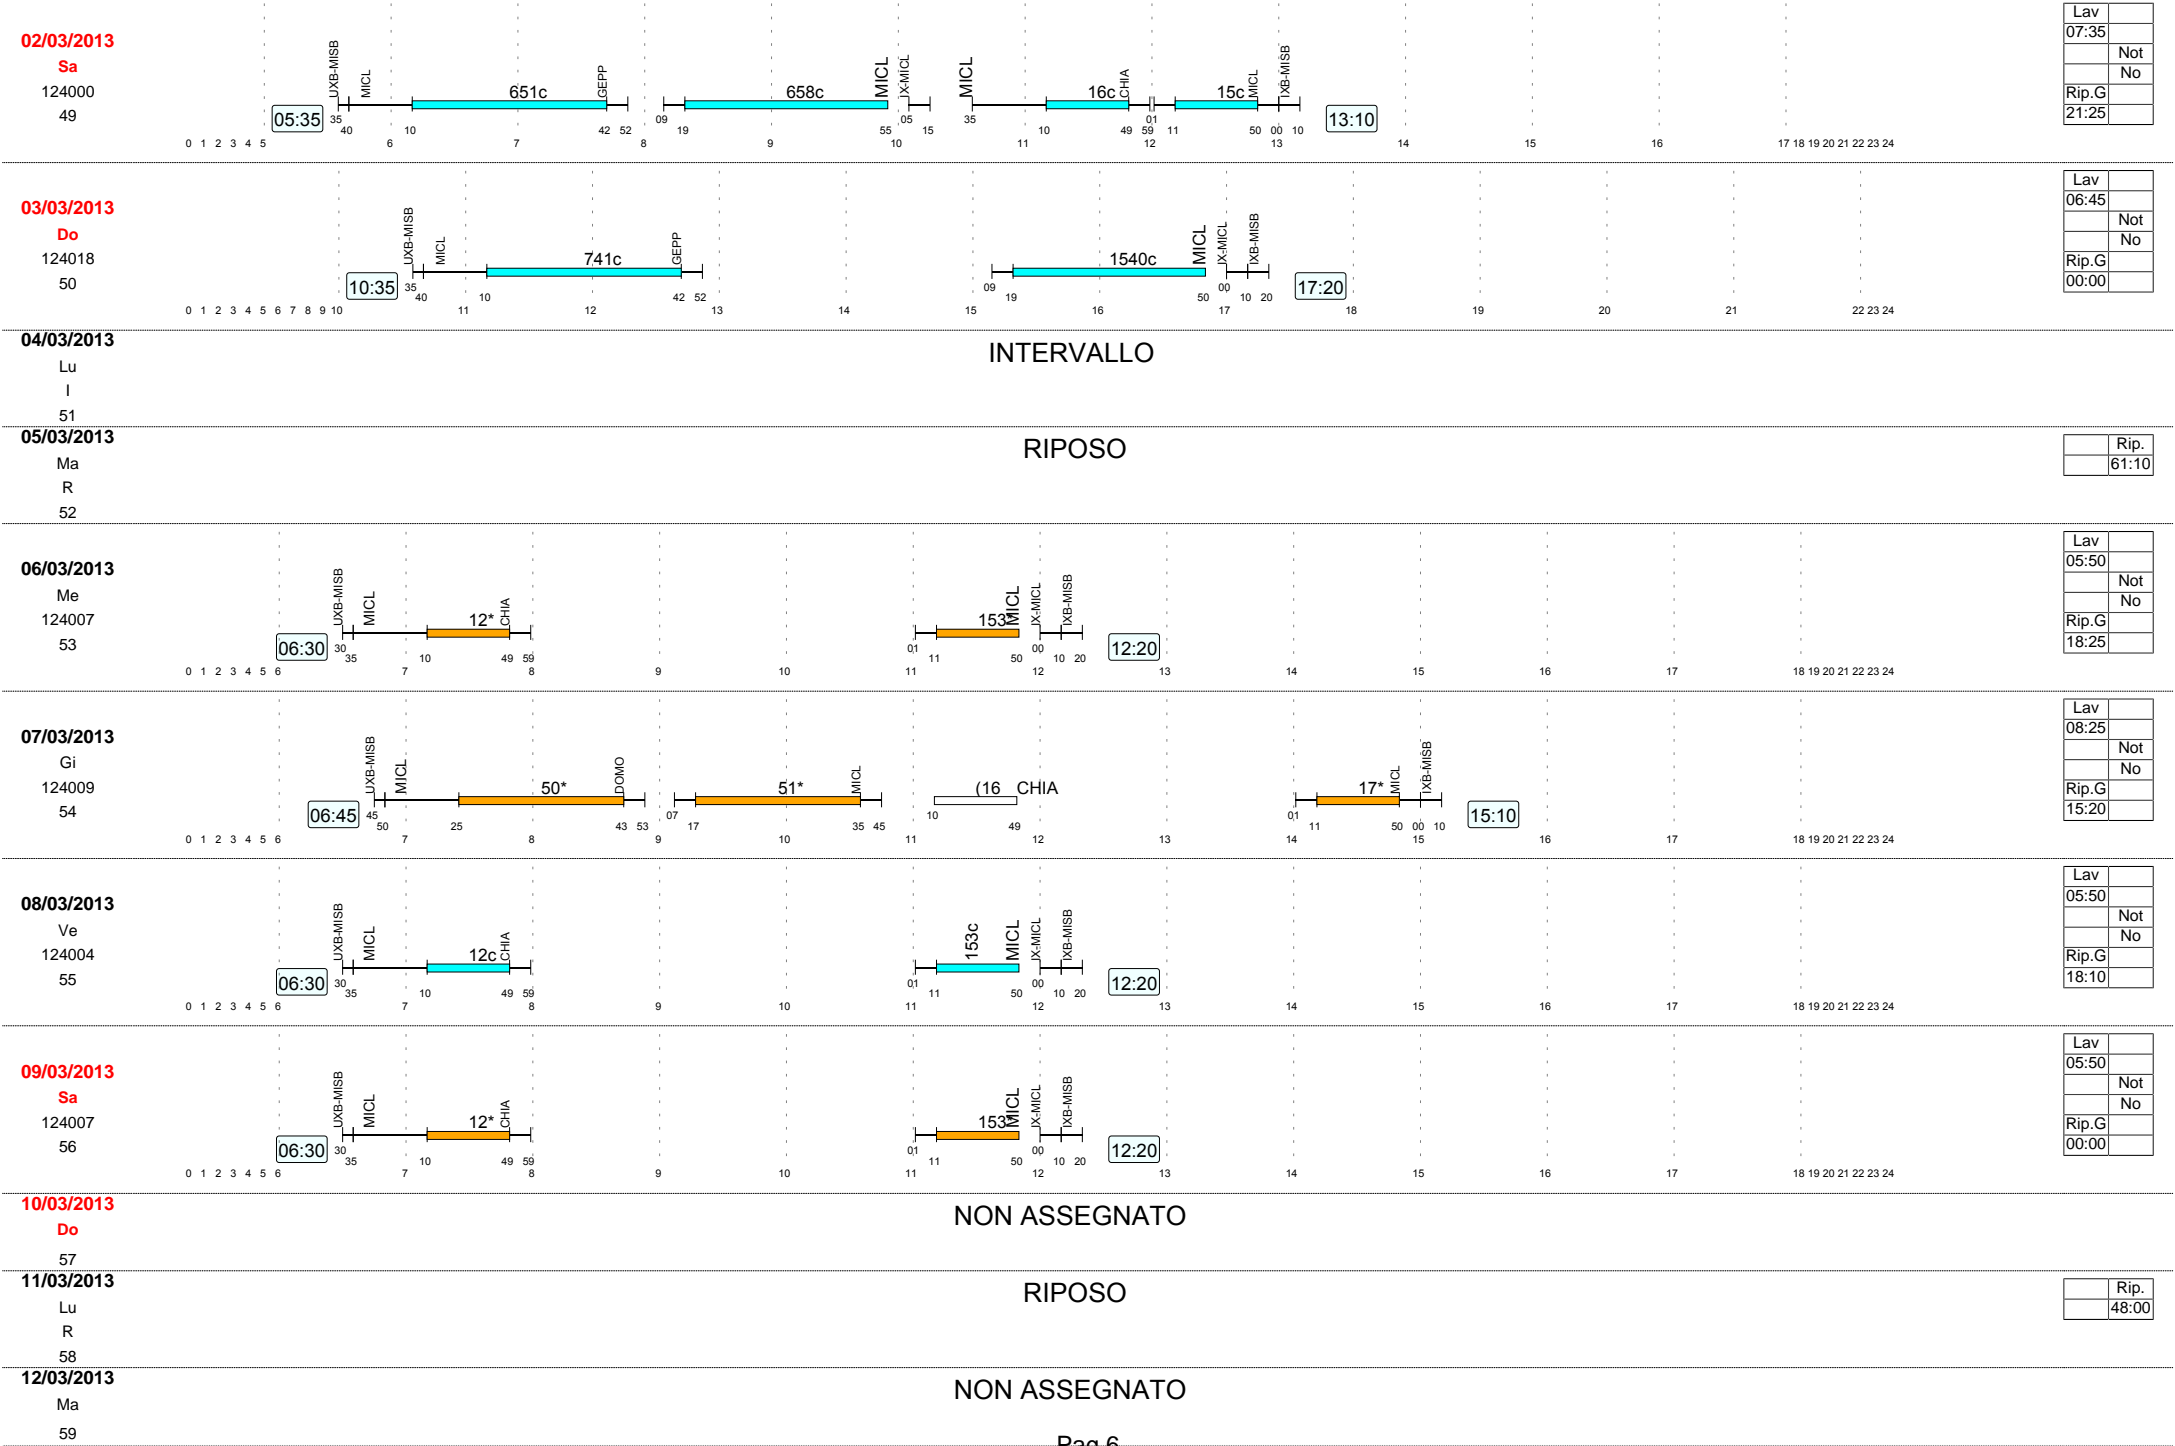 02/03/2013
Sa
124000
49
05:35
UXB-MISB MICL 651c GEPP 658c MICL IX-MICL MICL 16c CHIA 15c MICL IXB-MISB
35 40 10 42 52 09 19 55 05 15 35 10 49 59 01 11 50 00 10
13:10
0 1 2 3 4 5 6 7 8 9 10 11 12 13 14 15 16 17 18 19 20 21 22 23 24
Lav
07:35
Not
No
Rip.G
21:25
03/03/2013
Do
124018
50
10:35
UXB-MISB MICL 741c GEPP 1540c MICL IX-MICL IXB-MISB
35 40 10 42 52 09 19 50 00 10 20
17:20
0 1 2 3 4 5 6 7 8 9 10 11 12 13 14 15 16 17 18 19 20 21 22 23 24
Lav
06:45
Not
No
Rip.G
00:00
04/03/2013
Lu
I
51
INTERVALLO
05/03/2013
Ma
R
52
RIPOSO
Rip.
61:10
06/03/2013
Me
124007
53
06:30
UXB-MISB MICL 12* CHIA 153* MICL IX-MICL IXB-MISB
30 35 10 49 59 01 11 50 00 10 20
12:20
0 1 2 3 4 5 6 7 8 9 10 11 12 13 14 15 16 17 18 19 20 21 22 23 24
Lav
05:50
Not
No
Rip.G
18:25
07/03/2013
Gi
124009
54
06:45
UXB-MISB MICL 50* DOMO 51* MICL (16 CHIA 17* MICL IXB-MISB
45 50 25 43 53 07 17 35 45 10 49 01 11 50 00 10
15:10
0 1 2 3 4 5 6 7 8 9 10 11 12 13 14 15 16 17 18 19 20 21 22 23 24
Lav
08:25
Not
No
Rip.G
15:20
08/03/2013
Ve
124004
55
06:30
UXB-MISB MICL 12c CHIA 153c MICL IX-MICL IXB-MISB
30 35 10 49 59 01 11 50 00 10 20
12:20
0 1 2 3 4 5 6 7 8 9 10 11 12 13 14 15 16 17 18 19 20 21 22 23 24
Lav
05:50
Not
No
Rip.G
18:10
09/03/2013
Sa
124007
56
06:30
UXB-MISB MICL 12* CHIA 153* MICL IX-MICL IXB-MISB
30 35 10 49 59 01 11 50 00 10 20
12:20
0 1 2 3 4 5 6 7 8 9 10 11 12 13 14 15 16 17 18 19 20 21 22 23 24
Lav
05:50
Not
No
Rip.G
00:00
10/03/2013
Do
57
NON ASSEGNATO
11/03/2013
Lu
R
58
RIPOSO
Rip.
48:00
12/03/2013
Ma
59
NON ASSEGNATO
Pag 6